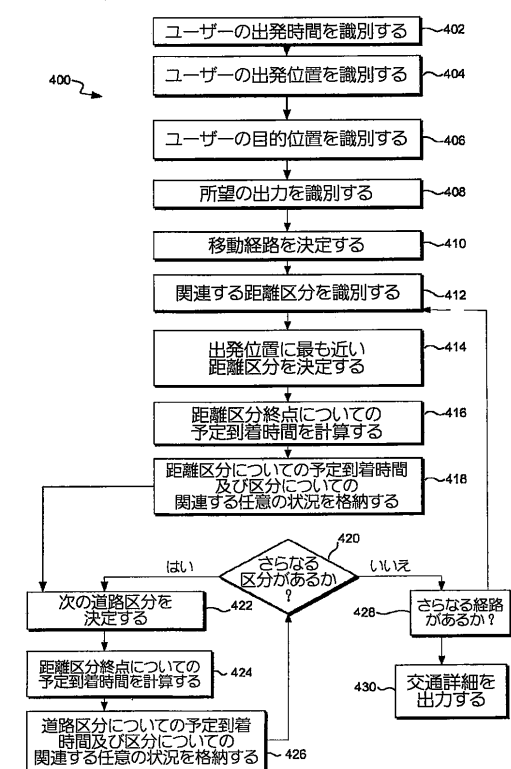 400
ユーザーの出発時間を識別する
402
ユーザーの出発位置を識別する
404
ユーザーの目的位置を識別する
406
所望の出力を識別する
408
移動経路を決定する
410
関連する距離区分を識別する
412
出発位置に最も近い
距離区分を決定する
414
距離区分終点についての
予定到着時間を計算する
416
距離区分についての予定到着時間
及び区分についての
関連する任意の状況を格納する
418
さらなる
区分があるか
?
420
はい
いいえ
次の道路区分を
決定する
422
距離区分終点についての
予定到着時間を計算する
424
道路区分についての予定到着
時間及び区分についての
関連する任意の状況を格納する
426
さらなる経路
があるか?
428
交通詳細を
出力する
430